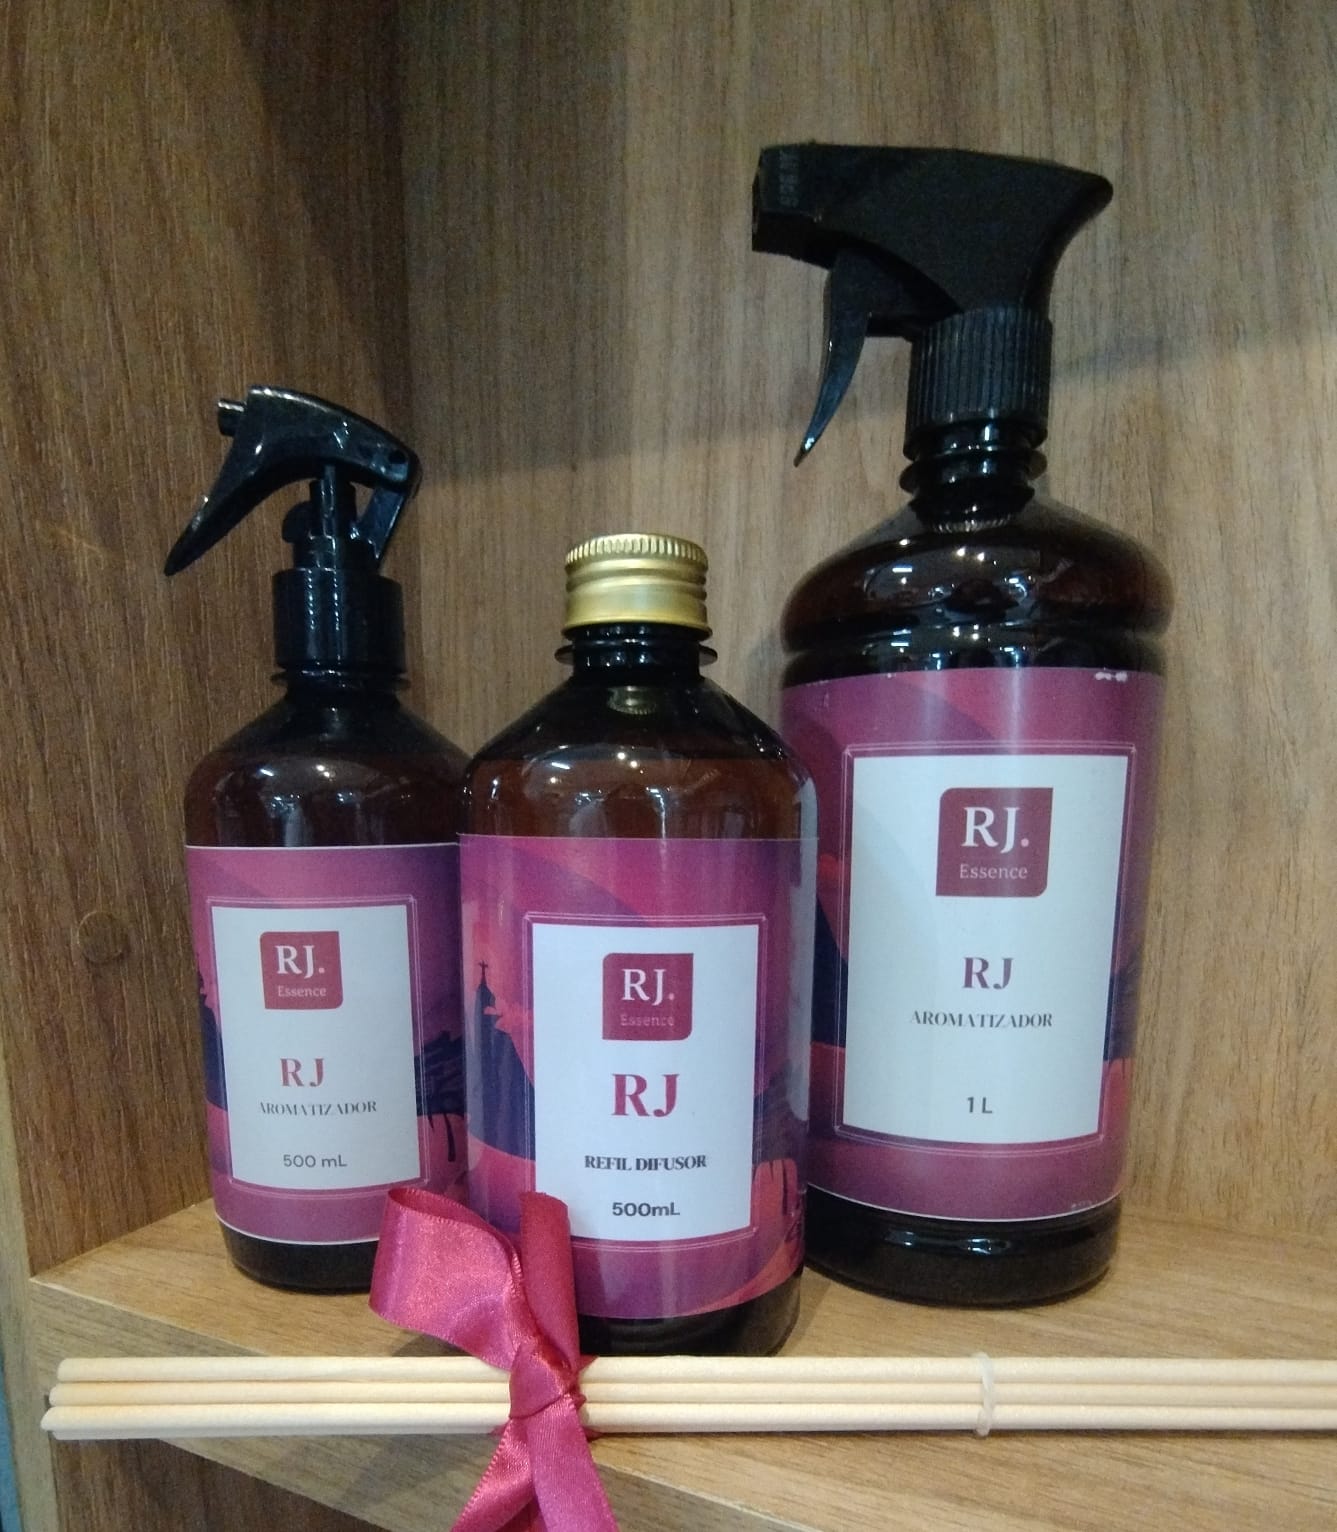 RJ.
Essence
RJ
AROMATIZADOR
500 mL
RJ.
Essence
RJ
REFIL DIFUSOR
500mL
RJ.
Essence
RJ
AROMATIZADOR
1 L